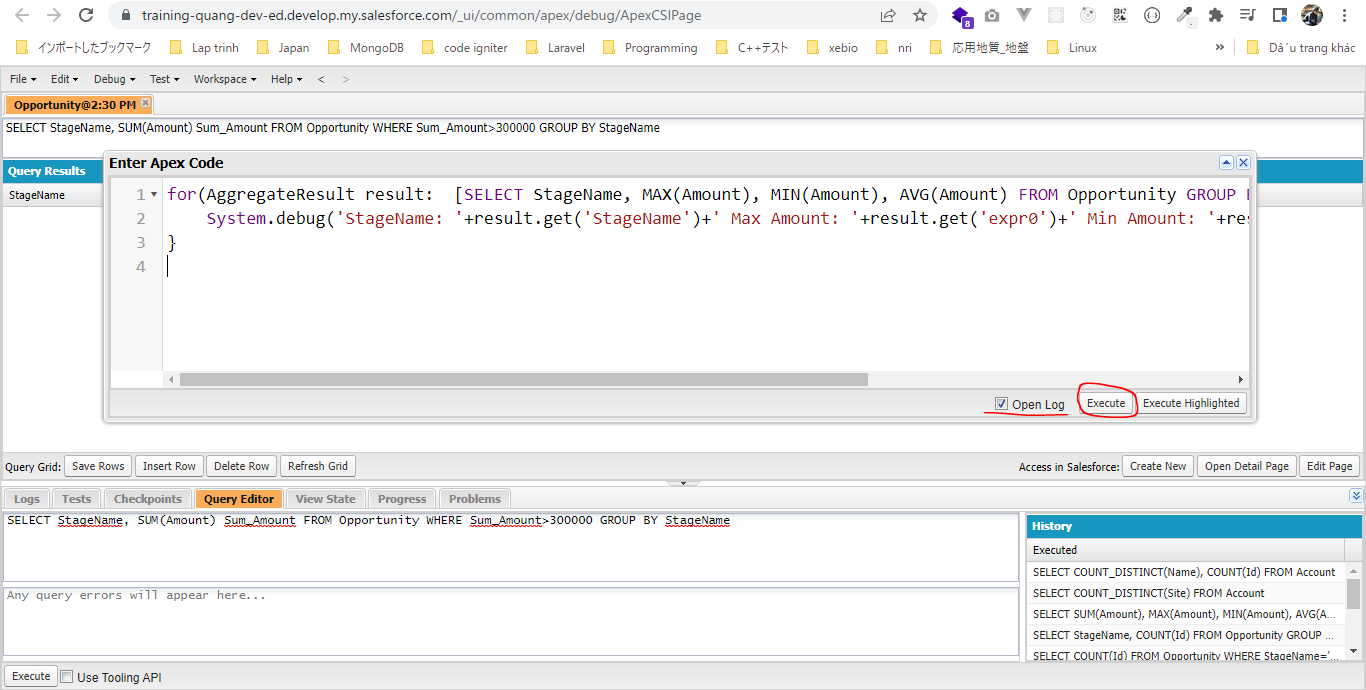 training-quang-dev-ed.develop.my.salesforce.com/_ui/common/apex/debug/ApexCSIPage
8
インポートしたブックマーク Lap trinh Japan MongoDB code igniter Laravel Programming C++テスト xebio nri 応用地質_地盤 Linux » Dấu trang khác
File Edit Debug Test Workspace Help < >
Opportunity@2:30 PM
SELECT StageName, SUM(Amount) Sum_Amount FROM Opportunity WHERE Sum_Amount>300000 GROUP BY StageName
Query Results
StageName
Enter Apex Code
1 for(AggregateResult result: [SELECT StageName, MAX(Amount), MIN(Amount), AVG(Amount) FROM Opportunity GROUP
2 System.debug('StageName: '+result.get('StageName')+' Max Amount: '+result.get('expr0')+' Min Amount: '+res
3 }
4
Open Log Execute Execute Highlighted
Query Grid: Save Rows Insert Row Delete Row Refresh Grid Access in Salesforce: Create New Open Detail Page Edit Page
Logs Tests Checkpoints Query Editor View State Progress Problems
SELECT StageName, SUM(Amount) Sum_Amount FROM Opportunity WHERE Sum_Amount>300000 GROUP BY StageName
Any query errors will appear here...
History
Executed
SELECT COUNT_DISTINCT(Name), COUNT(Id) FROM Account
SELECT COUNT_DISTINCT(Site) FROM Account
SELECT SUM(Amount), MAX(Amount), MIN(Amount), AVG(A...
SELECT StageName, COUNT(Id) FROM Opportunity GROUP ...
SELECT COUNT(Id) FROM Opportunity WHERE StageName='...
Execute Use Tooling API